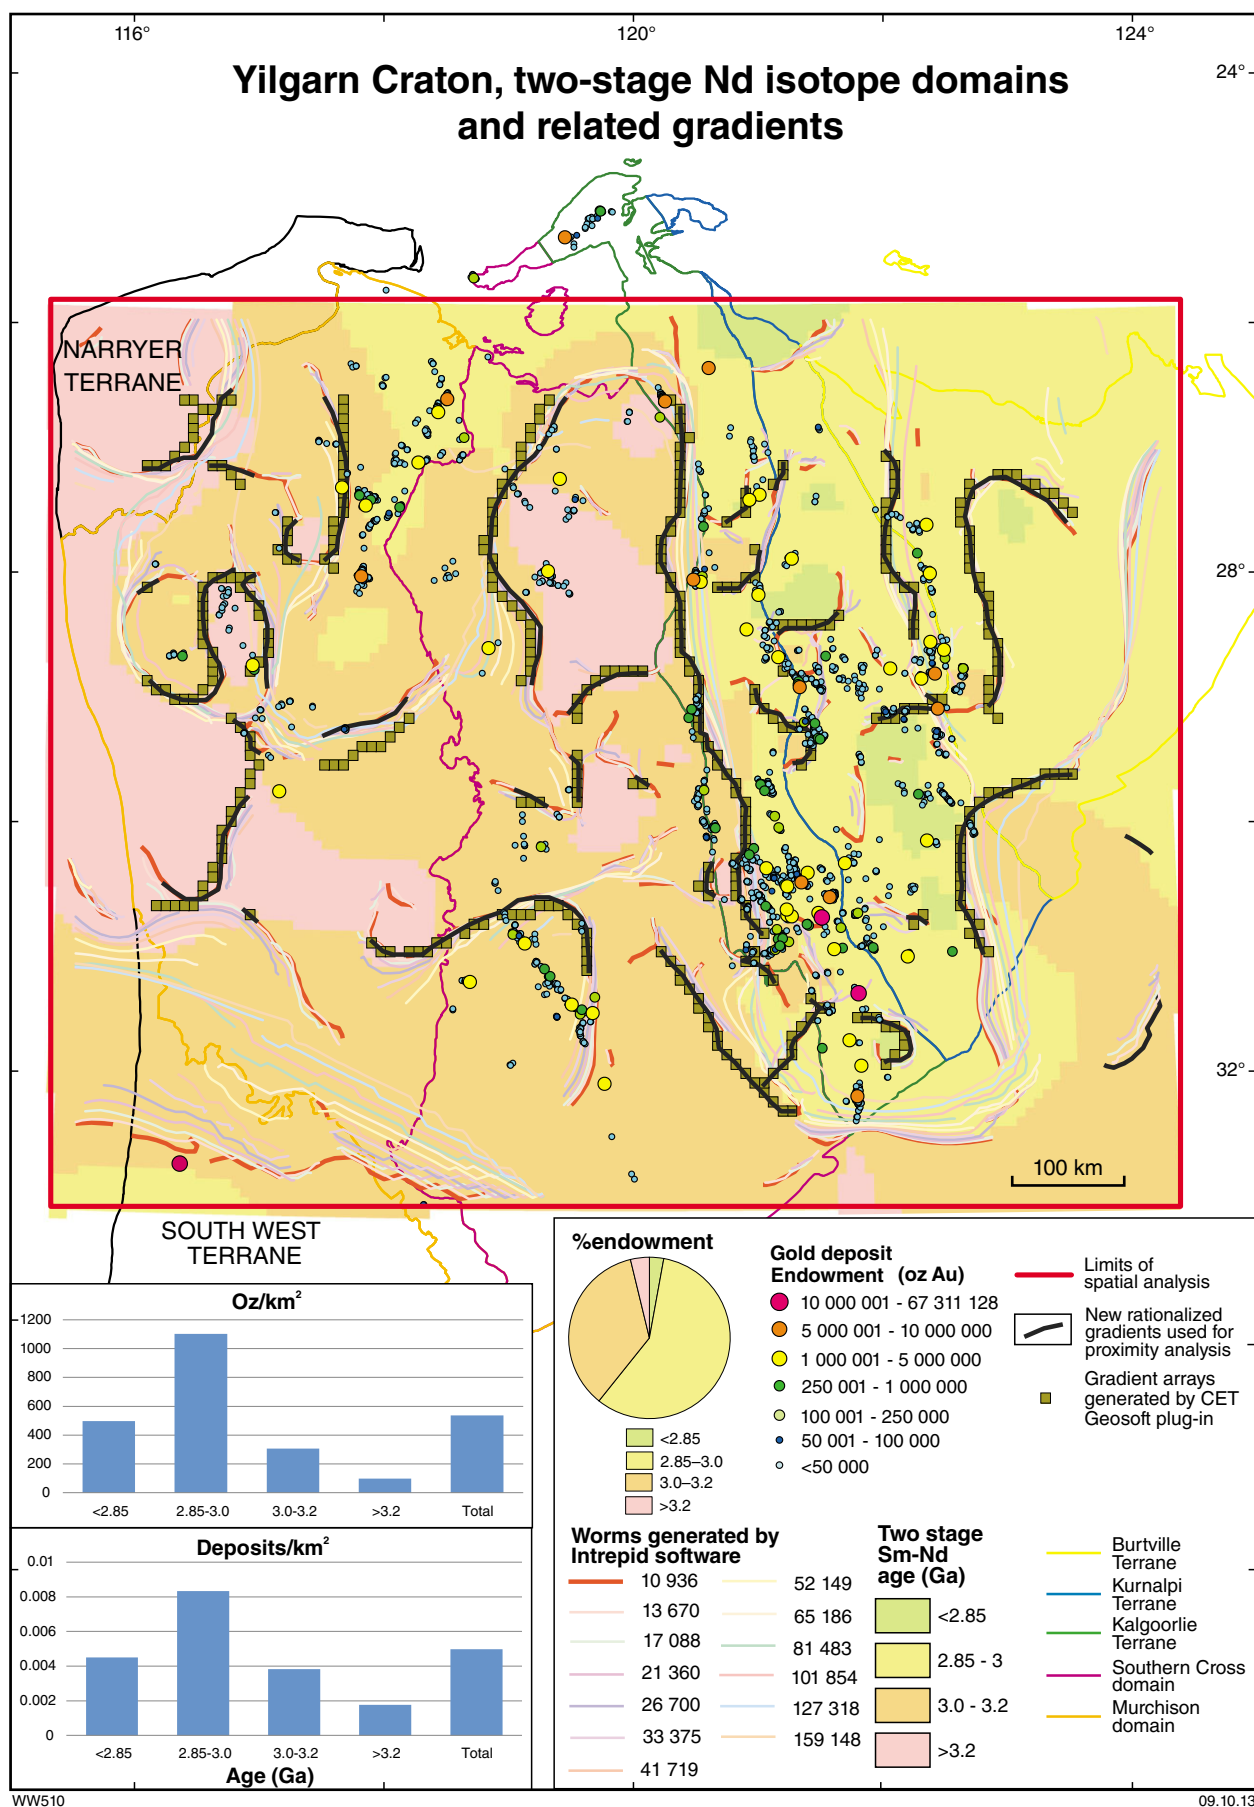 116°
120°
124°
Yilgarn Craton, two-stage Nd isotope domains
and related gradients
24°
NARRYER
TERRANE
28°
32°
100 km
SOUTH WEST
TERRANE
Oz/km²
1200
1000
800
600
400
200
0
<2.85 2.85-3.0 3.0-3.2 >3.2 Total
Deposits/km²
0.01
0.008
0.006
0.004
0.002
0
<2.85 2.85-3.0 3.0-3.2 >3.2 Total
Age (Ga)
%endowment
<2.85
2.85–3.0
3.0–3.2
>3.2
Gold deposit
Endowment (oz Au)
10 000 001 - 67 311 128
5 000 001 - 10 000 000
1 000 001 - 5 000 000
250 001 - 1 000 000
100 001 - 250 000
50 001 - 100 000
<50 000
Limits of
spatial analysis
New rationalized
gradients used for
proximity analysis
Gradient arrays
generated by CET
Geosoft plug-in
Worms generated by
Intrepid software
10 936
13 670
17 088
21 360
26 700
33 375
41 719
52 149
65 186
81 483
101 854
127 318
159 148
Two stage
Sm-Nd
age (Ga)
<2.85
2.85 - 3
3.0 - 3.2
>3.2
Burtville
Terrane
Kurnalpi
Terrane
Kalgoorlie
Terrane
Southern Cross
domain
Murchison
domain
WW510
09.10.13